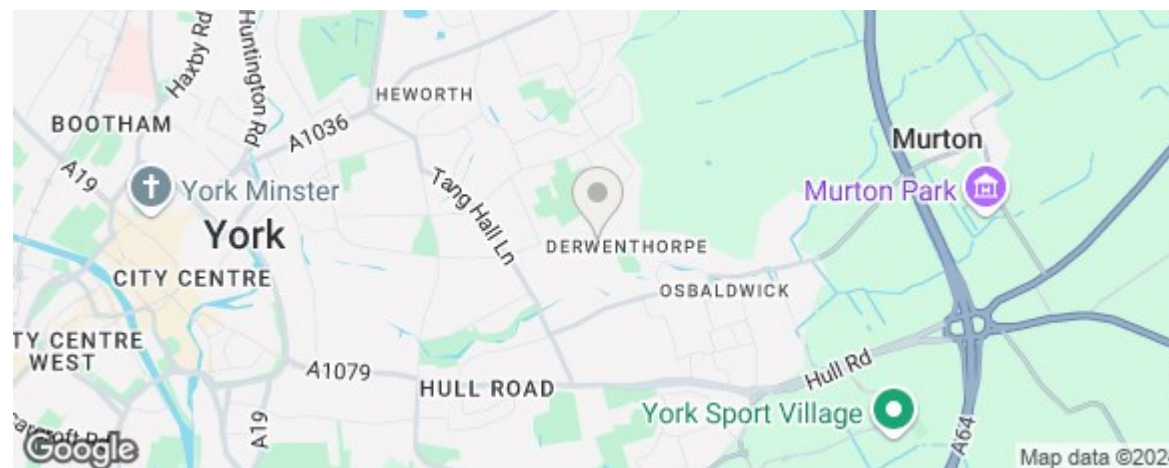 Haxby Rd
Huntington Rd
HEWORTH
BOOTHAM
A1036
Murton
A19
York Minster
Tang Hall Ln
Murton Park
York
DERWENTHORPE
CITY CENTRE
OSBALDWICK
TY CENTRE
WEST
A1079
HULL ROAD
Hull Rd
York Sport Village
A19
A64
Google
Map data ©202